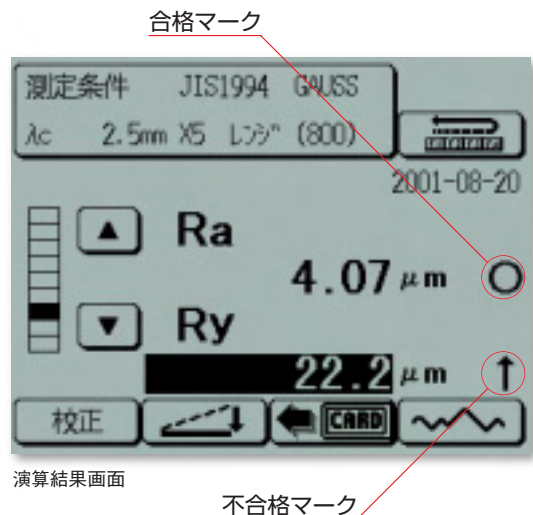 合格マーク
測定条件 JIS1994 GAUSS
λc 2.5mm X5 レンジ (800)
2001-08-20
Ra
4.07 μm ○
Ry
22.2 μm ↑
校正 CARD
演算結果画面
不合格マーク